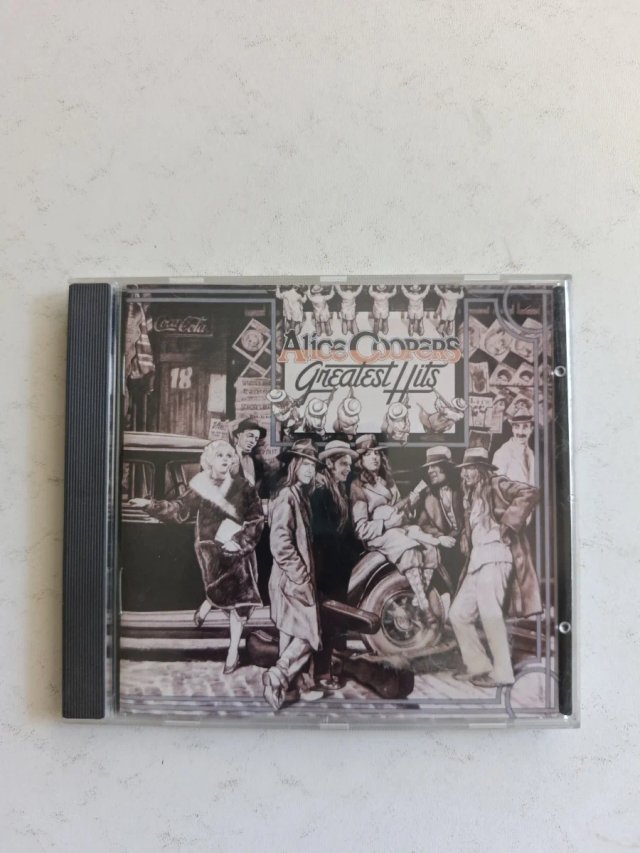 Alice Cooper's
Greatest Hits
Coca-Cola
18